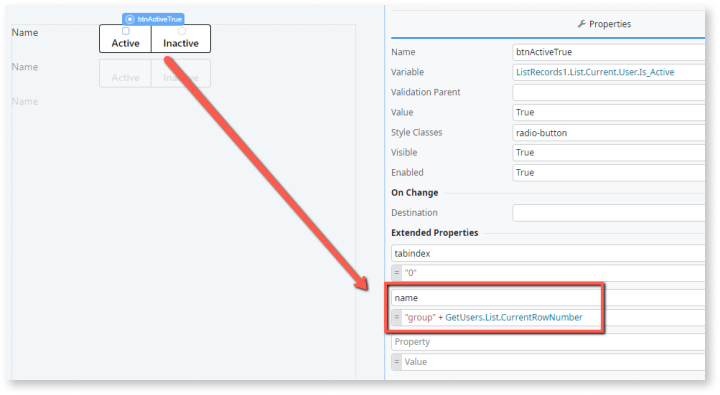 btnActiveTrue
Name
Active Inactive
Name
Active Inactive
Name
Properties
Name btnActiveTrue
Variable ListRecords1.List.Current.User.Is_Active
Validation Parent
Value True
Style Classes radio-button
Visible True
Enabled True
On Change
Destination
Extended Properties
tabindex
= "0"
name
= "group" + GetUsers.List.CurrentRowNumber
Property
= Value